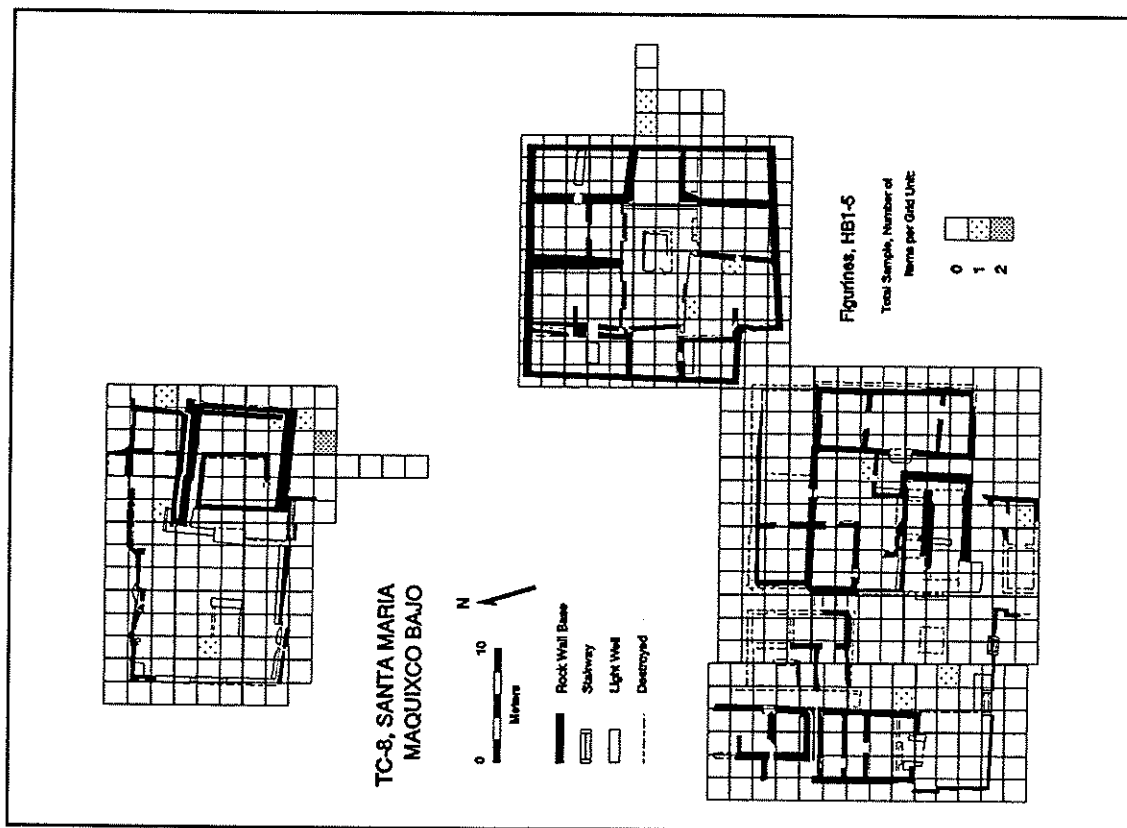 TC-8, SANTA MARIA
MAQUIXCO BAJO
N
0 10
Meters
Rock Wall Base
Stairway
Light Well
Destroyed
Figurines, HB1-5
Total Sample, Number of
Items per Grid Unit:
0
1
2